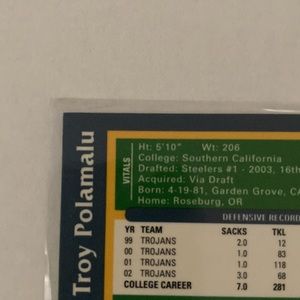 Troy Polamalu
VITALS
Ht: 5'10" Wt: 206
College: Southern California
Drafted: Steelers #1 - 2003, 16th
Acquired: Via Draft
Born: 4-19-81, Garden Grove, CA
Home: Roseburg, OR
DEFENSIVE RECORD
YR TEAM SACKS TKL
99 TROJANS 2.0 12
00 TROJANS 1.0 83
01 TROJANS 1.0 118
02 TROJANS 3.0 68
COLLEGE CAREER 7.0 281